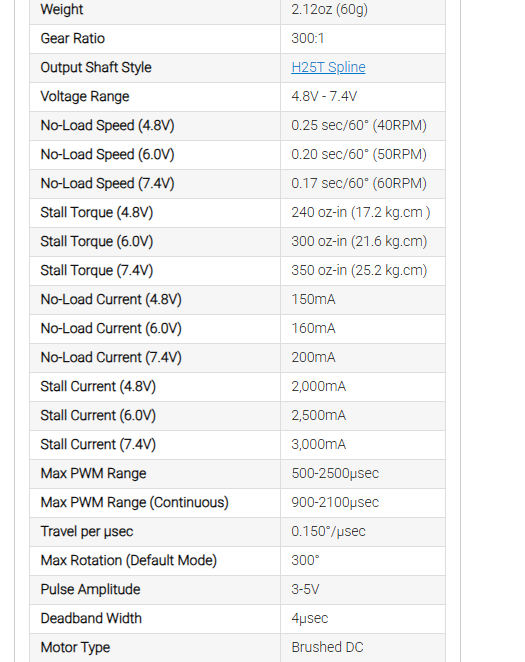 Weight 2.12oz (60g)
Gear Ratio 300:1
Output Shaft Style H25T Spline
Voltage Range 4.8V - 7.4V
No-Load Speed (4.8V) 0.25 sec/60° (40RPM)
No-Load Speed (6.0V) 0.20 sec/60° (50RPM)
No-Load Speed (7.4V) 0.17 sec/60° (60RPM)
Stall Torque (4.8V) 240 oz-in (17.2 kg.cm )
Stall Torque (6.0V) 300 oz-in (21.6 kg.cm)
Stall Torque (7.4V) 350 oz-in (25.2 kg.cm)
No-Load Current (4.8V) 150mA
No-Load Current (6.0V) 160mA
No-Load Current (7.4V) 200mA
Stall Current (4.8V) 2,000mA
Stall Current (6.0V) 2,500mA
Stall Current (7.4V) 3,000mA
Max PWM Range 500-2500μsec
Max PWM Range (Continuous) 900-2100μsec
Travel per μsec 0.150°/μsec
Max Rotation (Default Mode) 300°
Pulse Amplitude 3-5V
Deadband Width 4μsec
Motor Type Brushed DC